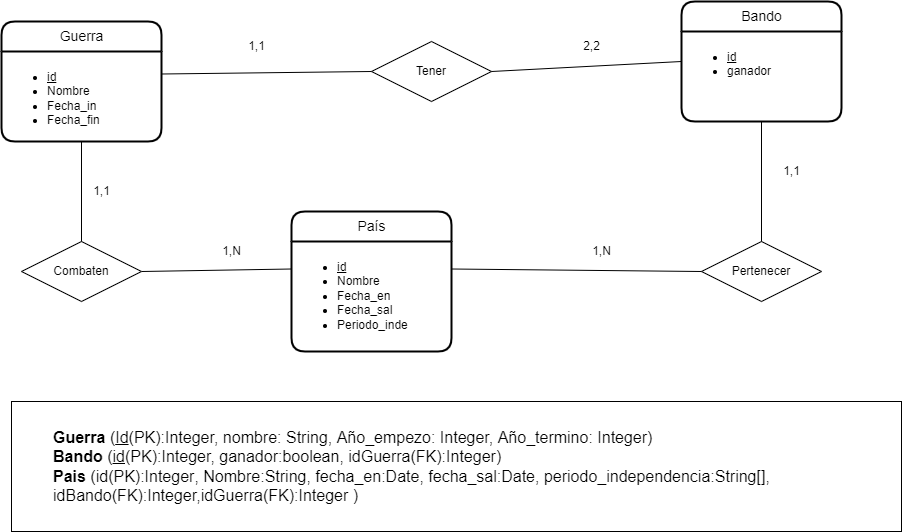 Guerra
id
Nombre
Fecha_in
Fecha_fin
1,1
Tener
2,2
Bando
id
ganador
1,1
1,1
Combaten
1,N
País
id
Nombre
Fecha_en
Fecha_sal
Periodo_inde
1,N
Pertenecer
Guerra (Id(PK):Integer, nombre: String, Año_empezo: Integer, Año_termino: Integer)
Bando (id(PK):Integer, ganador:boolean, idGuerra(FK):Integer)
Pais (id(PK):Integer, Nombre:String, fecha_en:Date, fecha_sal:Date, periodo_independencia:String[],
idBando(FK):Integer,idGuerra(FK):Integer )